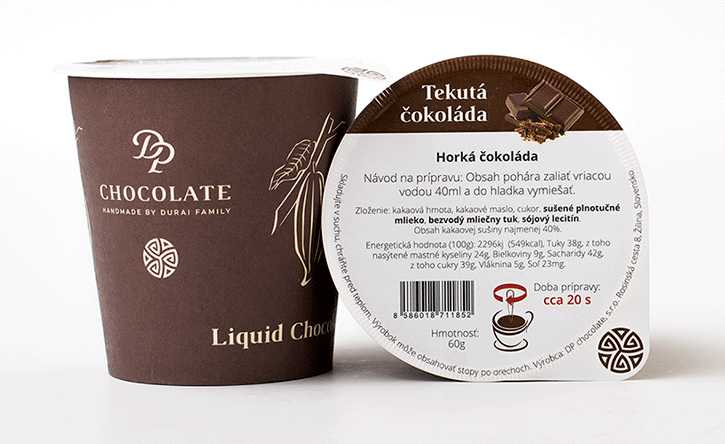 DP
CHOCOLATE
HANDMADE BY DURAI FAMILY
Liquid Choco
Tekutá
čokoláda
Horká čokoláda
Návod na prípravu: Obsah pohára zaliať vriacou
vodou 40ml a do hladka vymiešať.
Zloženie: kakaová hmota, kakaové maslo, cukor, sušené plnotučné
mlieko, bezvodý mliečny tuk, sójový lecitín.
Obsah kakaovej sušiny najmenej 40%.
Energetická hodnota (100g): 2296kj (549kcal), Tuky 38g, z toho
nasýtené mastné kyseliny 24g, Bielkoviny 9g, Sacharidy 42g,
z toho cukry 39g, Vláknina 5g, Soľ 23mg.
8 586018 711852
Doba prípravy:
cca 20 s
Hmotnosť:
60g
Skladujte v suchu, chráňte pred teplom. Výrobok môže obsahovať stopy po orechoch. Výrobca: DP chocolate, s.r.o. Rosinská cesta 8, Žilina, Slovensko